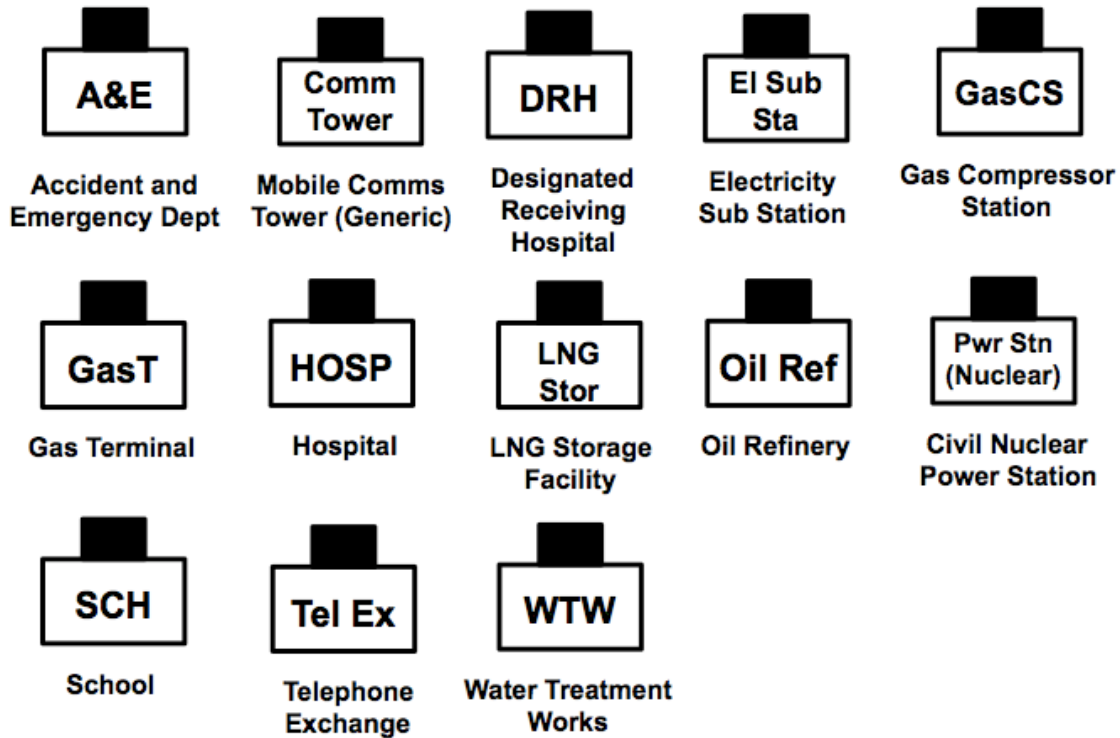 A&E
Accident and
Emergency Dept
Comm
Tower
Mobile Comms
Tower (Generic)
DRH
Designated
Receiving
Hospital
El Sub
Sta
Electricity
Sub Station
GasCS
Gas Compressor
Station
GasT
Gas Terminal
HOSP
Hospital
LNG
Stor
LNG Storage
Facility
Oil Ref
Oil Refinery
Pwr Stn
(Nuclear)
Civil Nuclear
Power Station
SCH
School
Tel Ex
Telephone
Exchange
WTW
Water Treatment
Works